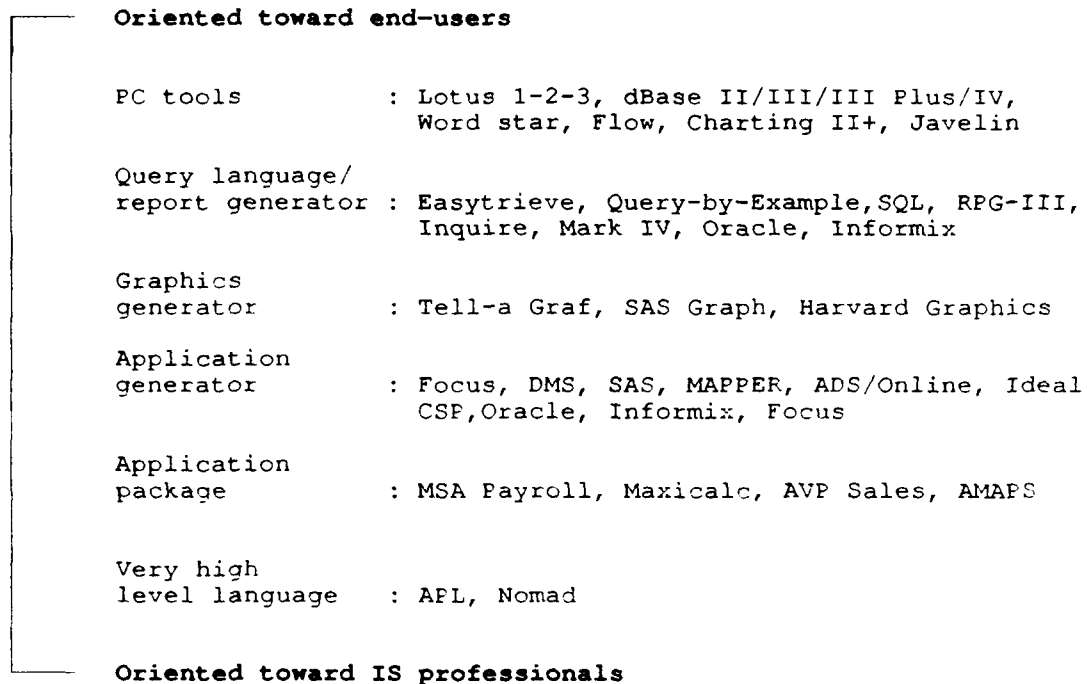 Oriented toward end-users
PC tools : Lotus 1-2-3, dBase II/III/III Plus/IV,
Word star, Flow, Charting II+, Javelin
Query language/
report generator : Easytrieve, Query-by-Example,SQL, RPG-III,
Inquire, Mark IV, Oracle, Informix
Graphics
generator : Tell-a Graf, SAS Graph, Harvard Graphics
Application
generator : Focus, DMS, SAS, MAPPER, ADS/Online, Ideal
CSP,Oracle, Informix, Focus
Application
package : MSA Payroll, Maxicalc, AVP Sales, AMAPS
Very high
level language : APL, Nomad
Oriented toward IS professionals